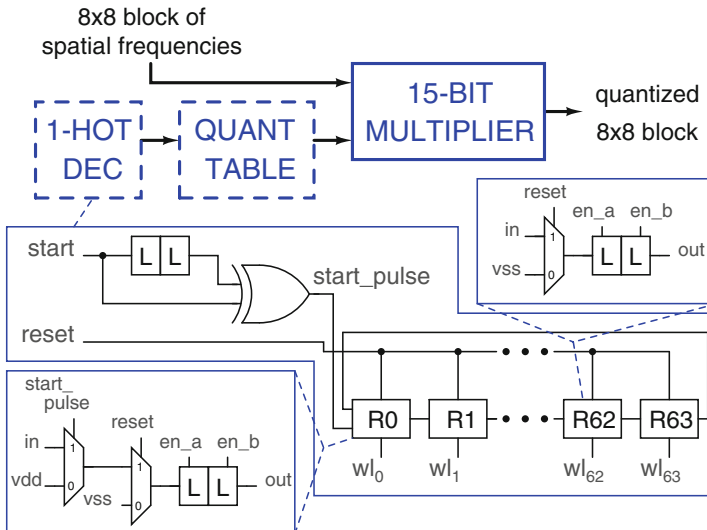 8x8 block of
spatial frequencies
1-HOT
DEC
QUANT
TABLE
15-BIT
MULTIPLIER
quantized
8x8 block
start
L L
start_pulse
reset
reset
en_a en_b
in
1
vss
0
L L
out
R0 R1 R62 R63
wl0 wl1 wl62 wl63
start_
pulse
reset
en_a en_b
in
1
1
vdd
0
vss
0
L L
out